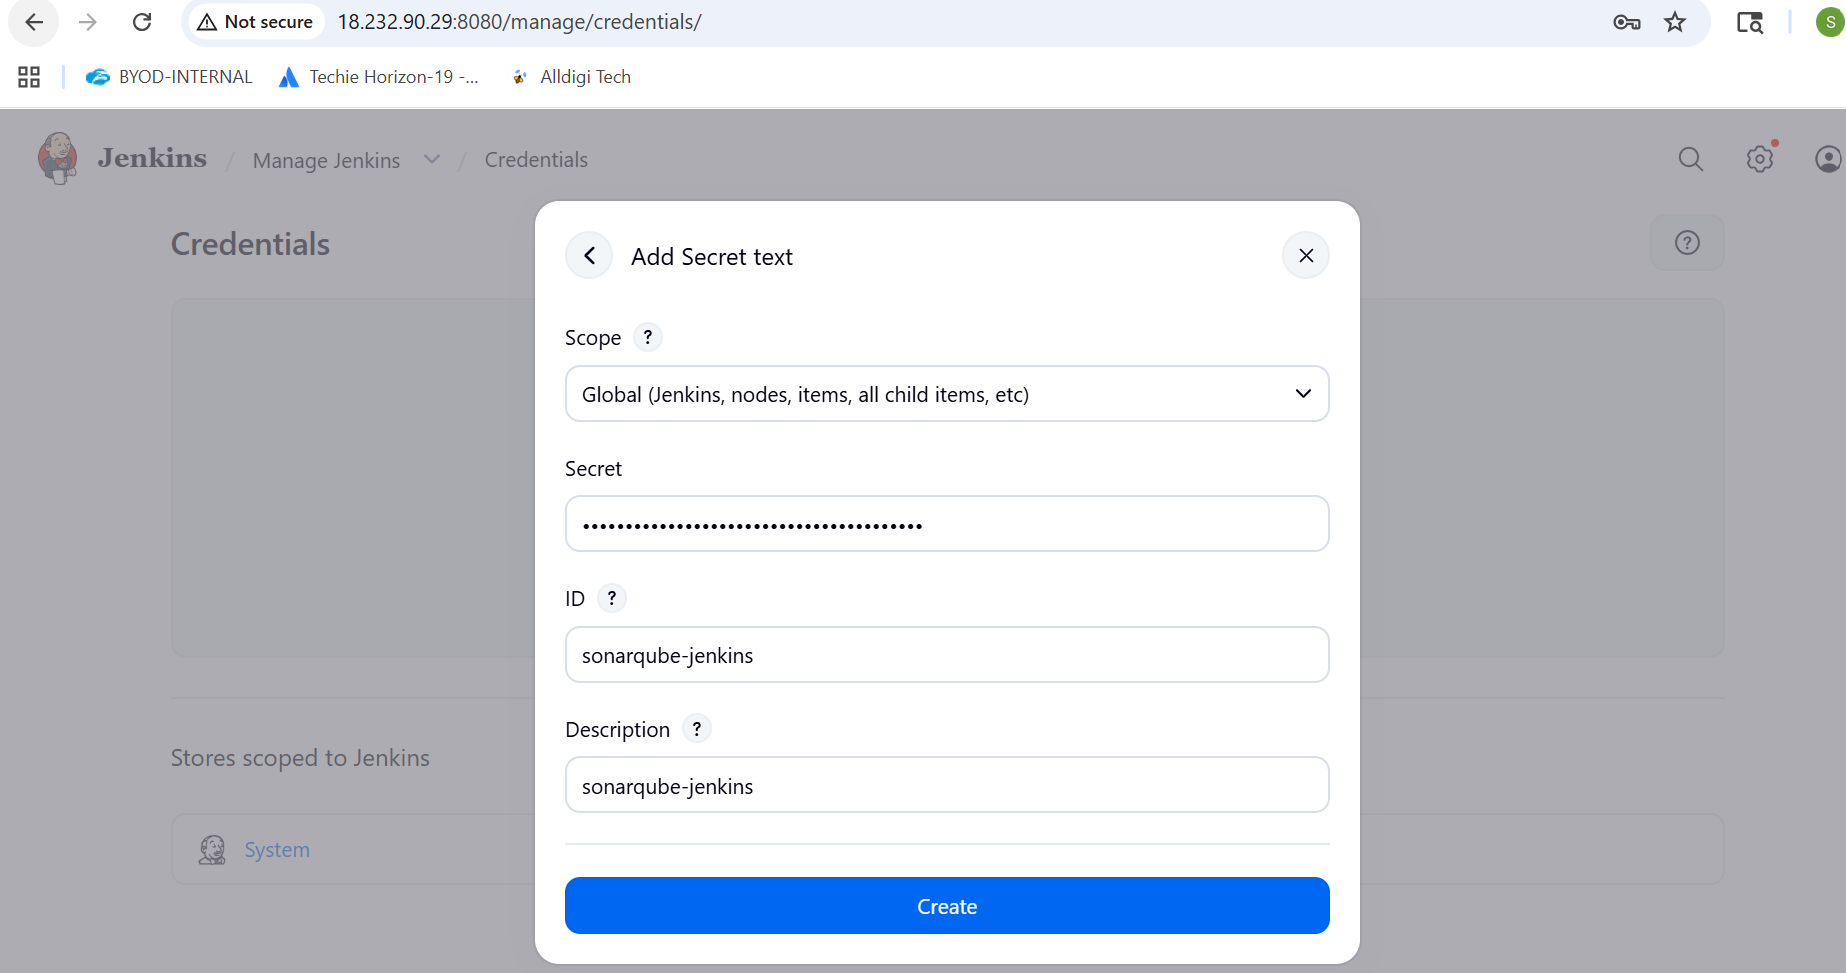 Not secure 18.232.90.29:8080/manage/credentials/
S
BYOD-INTERNAL Techie Horizon-19 -... Alldigi Tech
Jenkins / Manage Jenkins / Credentials
Credentials
?
Add Secret text
Scope ?
Global (Jenkins, nodes, items, all child items, etc)
Secret
••••••••••••••••••••••••••••••••••••••••
ID ?
sonarqube-jenkins
Description ?
sonarqube-jenkins
Stores scoped to Jenkins
System
Create